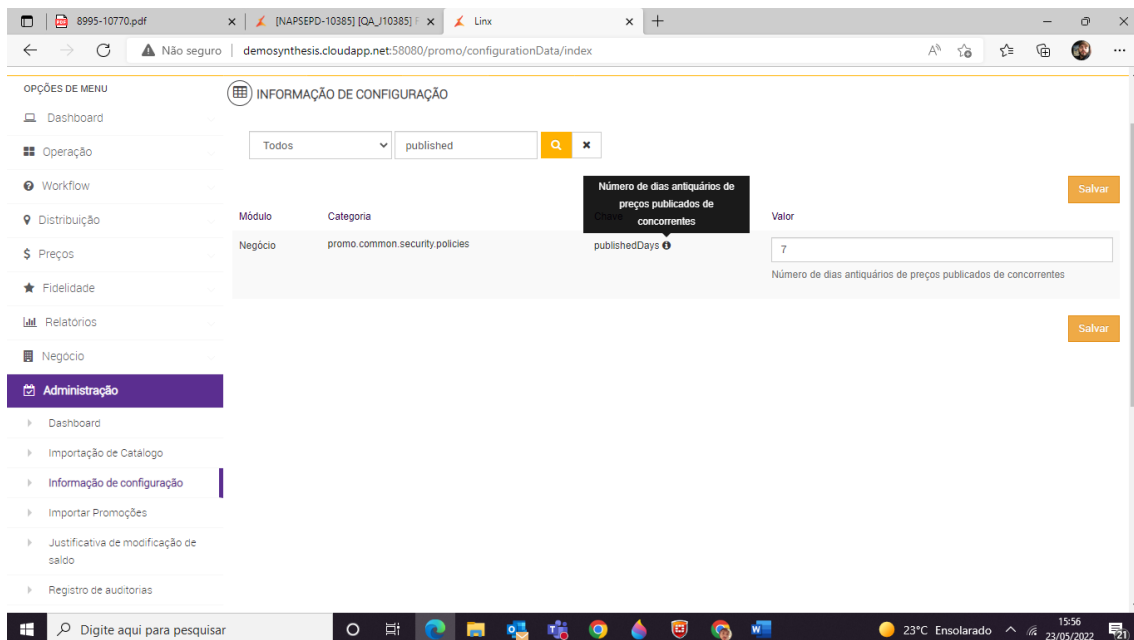 8995-10770.pdf
[NAPSEPD-10385] [QA_J10385] F
Linx
Não seguro
demosynthesis.cloudapp.net:58080/promo/configurationData/index
OPÇÕES DE MENU
Dashboard
Operação
Workflow
Distribuição
Preços
Fidelidade
Relatórios
Negócio
Administração
Dashboard
Importação de Catálogo
Informação de configuração
Importar Promoções
Justificativa de modificação de
saldo
Registro de auditorias
INFORMAÇÃO DE CONFIGURAÇÃO
Todos
published
Número de dias antiquários de
preços publicados de
concorrentes
Salvar
Módulo
Categoria
Chave
Valor
Negócio
promo.common.security.policies
publishedDays
7
Número de dias antiquários de preços publicados de concorrentes
Salvar
Digite aqui para pesquisar
23°C Ensolarado
15:56
23/05/2022